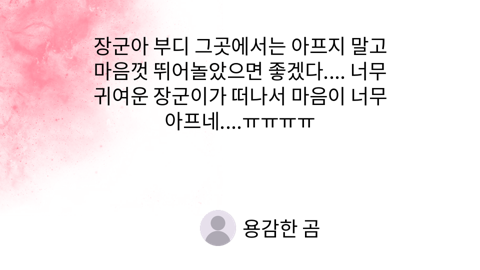 장군아 부디 그곳에서는 아프지 말고
마음껏 뛰어놀았으면 좋겠다.... 너무
귀여운 장군이가 떠나서 마음이 너무
아프네....ㅠㅠㅠㅠ
용감한 곰